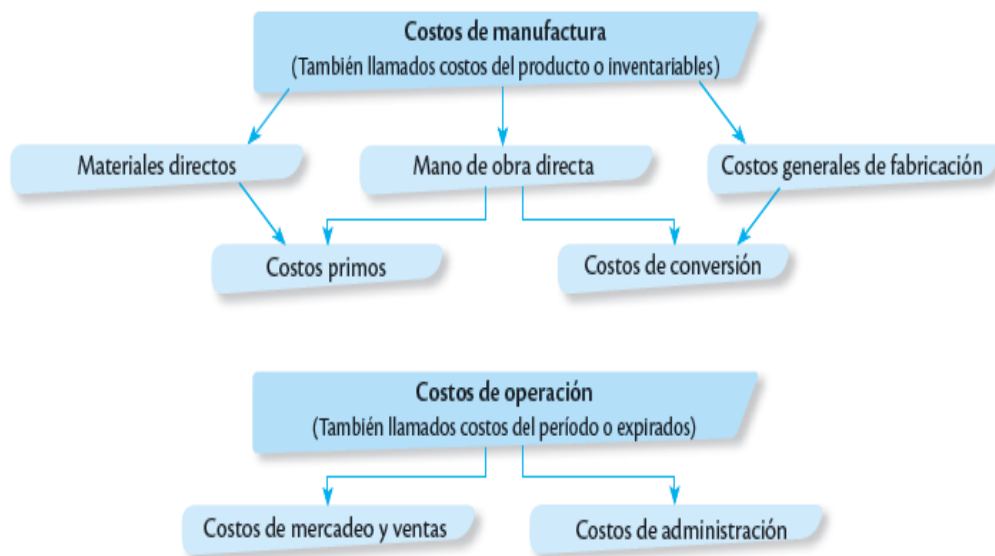 Costos de manufactura
(También llamados costos del producto o inventariables)
Materiales directos
Mano de obra directa
Costos generales de fabricación
Costos primos
Costos de conversión
Costos de operación
(También llamados costos del período o expirados)
Costos de mercadeo y ventas
Costos de administración